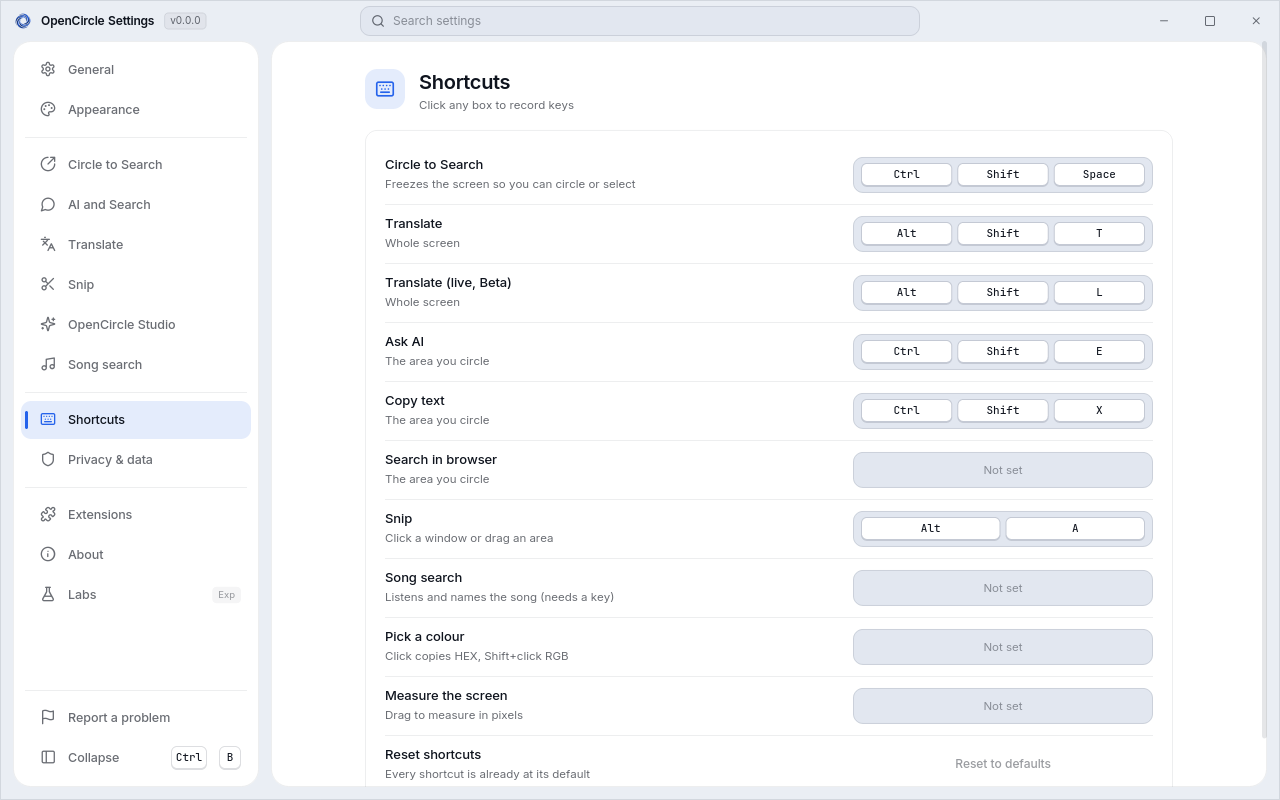 OpenCircle Settings v0.0.0
Search settings
General
Appearance
Circle to Search
AI and Search
Translate
Snip
OpenCircle Studio
Song search
Shortcuts
Privacy & data
Extensions
About
Labs Exp
Report a problem
Collapse Ctrl B
Shortcuts
Click any box to record keys
Circle to Search
Freezes the screen so you can circle or select
Ctrl Shift Space
Translate
Whole screen
Alt Shift T
Translate (live, Beta)
Whole screen
Alt Shift L
Ask AI
The area you circle
Ctrl Shift E
Copy text
The area you circle
Ctrl Shift X
Search in browser
The area you circle
Not set
Snip
Click a window or drag an area
Alt A
Song search
Listens and names the song (needs a key)
Not set
Pick a colour
Click copies HEX, Shift+click RGB
Not set
Measure the screen
Drag to measure in pixels
Not set
Reset shortcuts
Every shortcut is already at its default
Reset to defaults